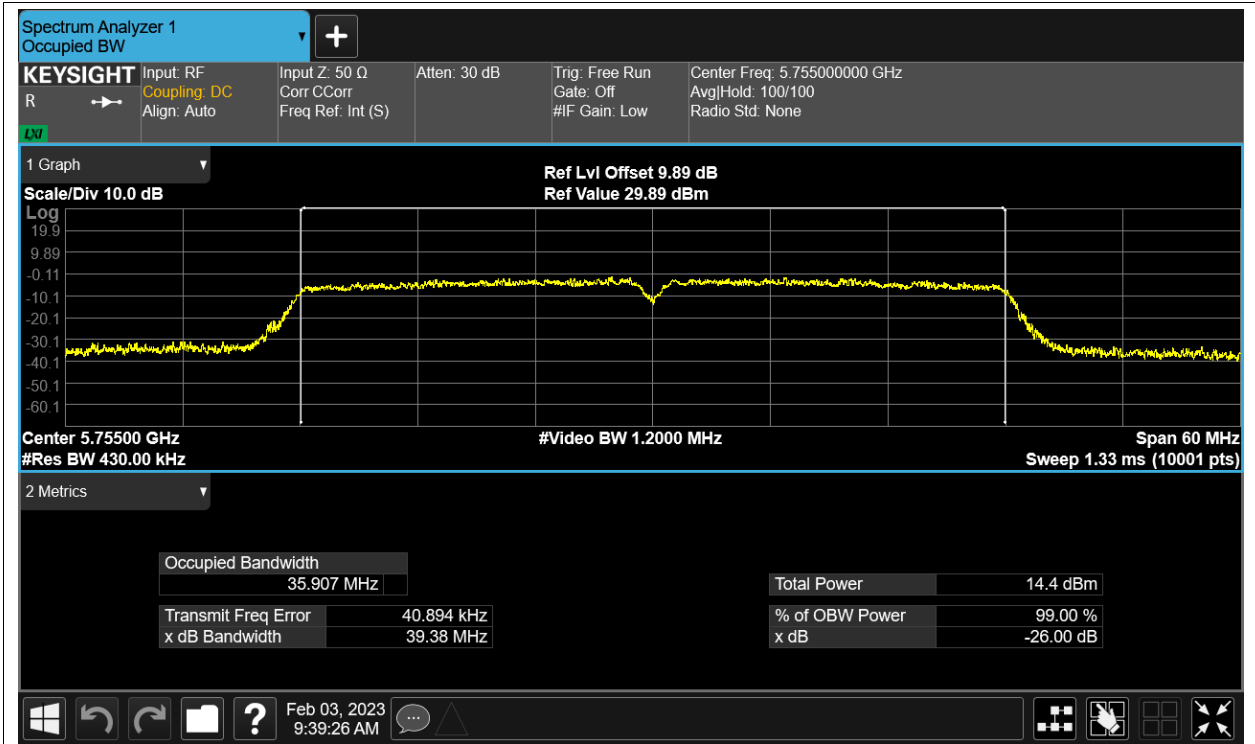 Spectrum Analyzer 1
Occupied BW
KEYSIGHT
R
LXI
Input: RF
Coupling: DC
Align: Auto
Input Z: 50 Ω
Corr CCorr
Freq Ref: Int (S)
Atten: 30 dB
Trig: Free Run
Gate: Off
#IF Gain: Low
Center Freq: 5.755000000 GHz
Avg|Hold: 100/100
Radio Std: None
1 Graph
Scale/Div 10.0 dB
Ref Lvl Offset 9.89 dB
Ref Value 29.89 dBm
Log
19.9
9.89
-0.11
-10.1
-20.1
-30.1
-40.1
-50.1
-60.1
Center 5.75500 GHz
#Video BW 1.2000 MHz
Span 60 MHz
#Res BW 430.00 kHz
Sweep 1.33 ms (10001 pts)
2 Metrics
Occupied Bandwidth
35.907 MHz
Transmit Freq Error 40.894 kHz
x dB Bandwidth 39.38 MHz
Total Power 14.4 dBm
% of OBW Power 99.00 %
x dB -26.00 dB
?
Feb 03, 2023
9:39:26 AM